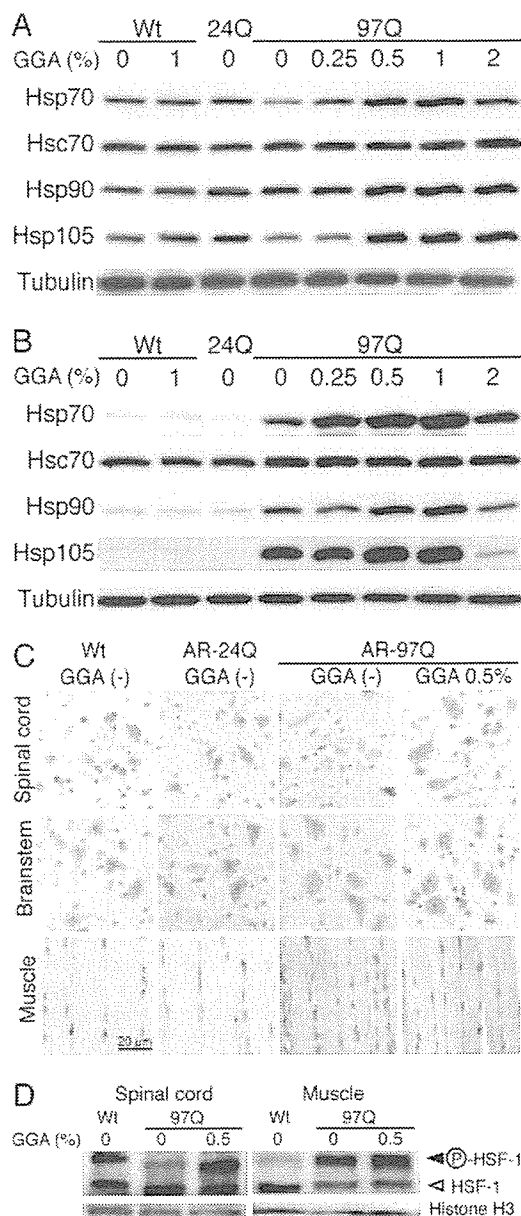 A
Wt 24Q 97Q
GGA (%) 0 1 0 0 0.25 0.5 1 2
Hsp70
Hsc70
Hsp90
Hsp105
Tubulin
B
Wt 24Q 97Q
GGA (%) 0 1 0 0 0.25 0.5 1 2
Hsp70
Hsc70
Hsp90
Hsp105
Tubulin
C
Wt AR-24Q AR-97Q
GGA (-) GGA (-) GGA (-) GGA 0.5%
Spinal cord
Brainstem
Muscle
20 µm
D
Spinal cord Muscle
Wt 97Q Wt 97Q
GGA (%) 0 0 0.5 0 0 0.5
Ⓟ-HSF-1
HSF-1
Histone H3